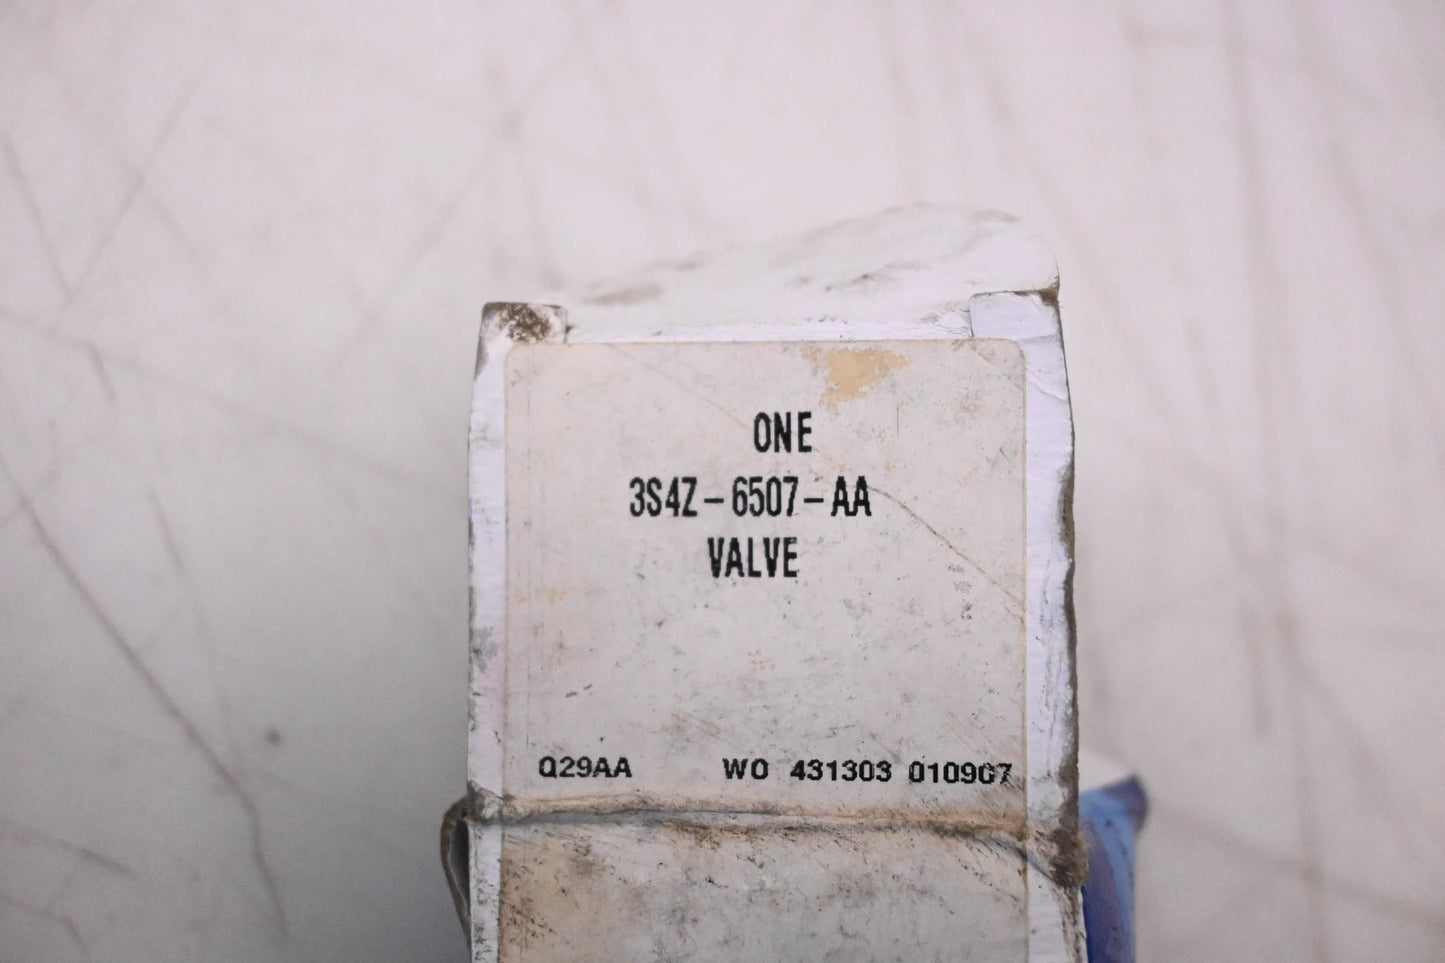 ONE
3S4Z-6507-AA
VALVE
Q29AA WO 431303 010907